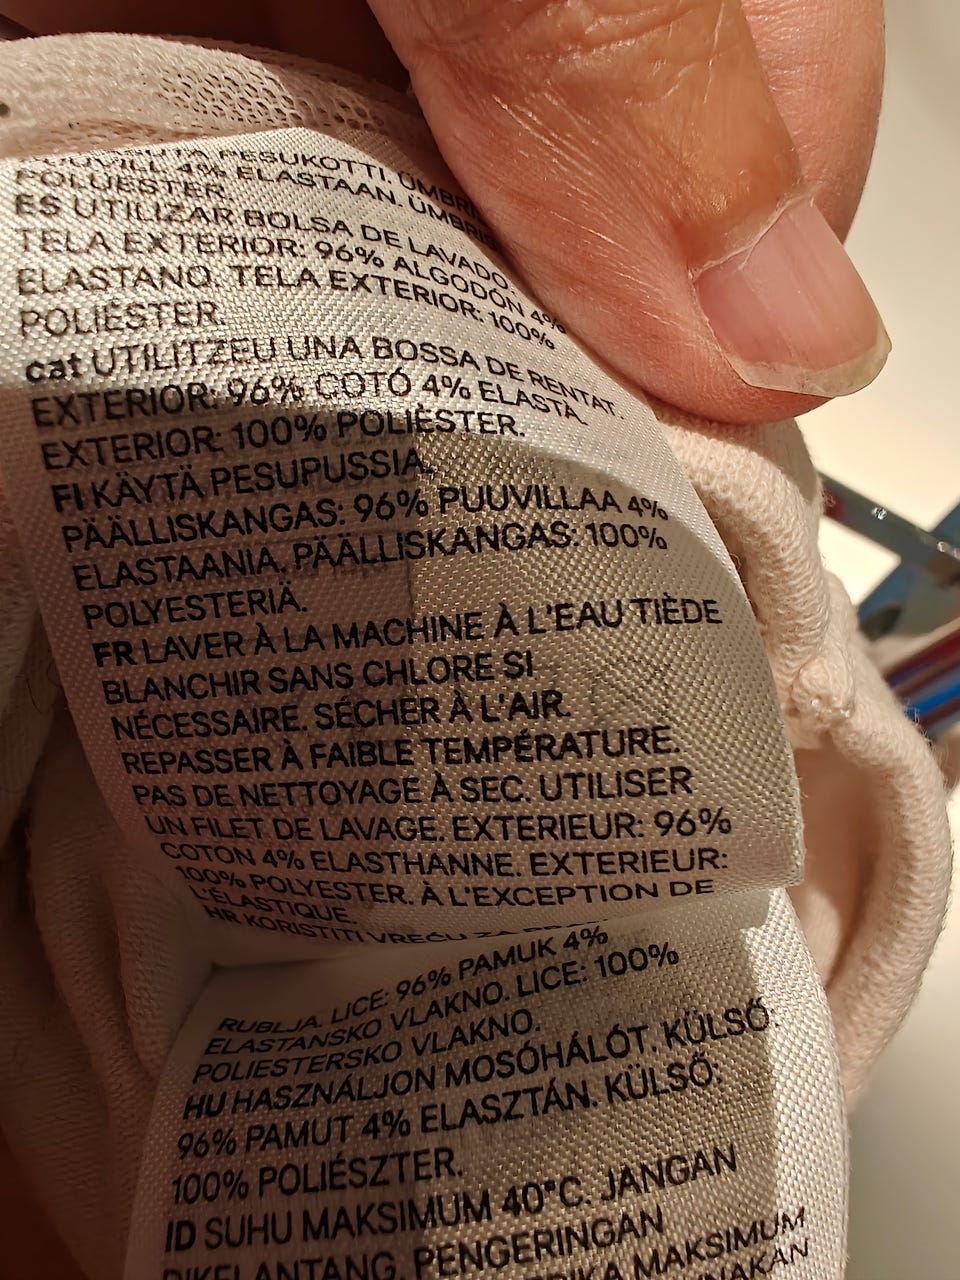 PESUKOTTI.
PUUVILL, 4% ELASTAAN.
POLÜESTER.
ES UTILIZAR BOLSA DE LAVADO.
TELA EXTERIOR: 96% ALGODÓN 4%
ELASTANO. TELA EXTERIOR: 100%
POLIÉSTER.
cat UTILITZEU UNA BOSSA DE RENTAT.
EXTERIOR: 96% COTÓ 4% ELASTÀ.
EXTERIOR: 100% POLIÈSTER.
FI KÄYTÄ PESUPUSSIA.
PÄÄLLISKANGAS: 96% PUUVILLAA 4%
ELASTAANIA. PÄÄLLISKANGAS: 100%
POLYESTERIÄ.
FR LAVER À LA MACHINE À L'EAU TIÈDE
BLANCHIR SANS CHLORE SI
NÉCESSAIRE. SÉCHER À L'AIR.
REPASSER À FAIBLE TEMPÉRATURE.
PAS DE NETTOYAGE À SEC. UTILISER
UN FILET DE LAVAGE. EXTERIEUR: 96%
COTON 4% ELASTHANNE. EXTERIEUR:
100% POLYESTER. À L'EXCEPTION DE
L'ÉLASTIQUE.
HR KORISTITI VREĆU ZA
RUBLJA. LICE: 96% PAMUK 4%
ELASTANSKO VLAKNO. LICE: 100%
POLIESTERSKO VLAKNO.
HU HASZNÁLJON MOSÓHÁLÓT. KÜLSŐ:
96% PAMUT 4% ELASZTÁN. KÜLSŐ:
100% POLIÉSZTER.
ID SUHU MAKSIMUM 40°C. JANGAN
DIKELANTANG. PENGERINGAN
MAKSIMUM